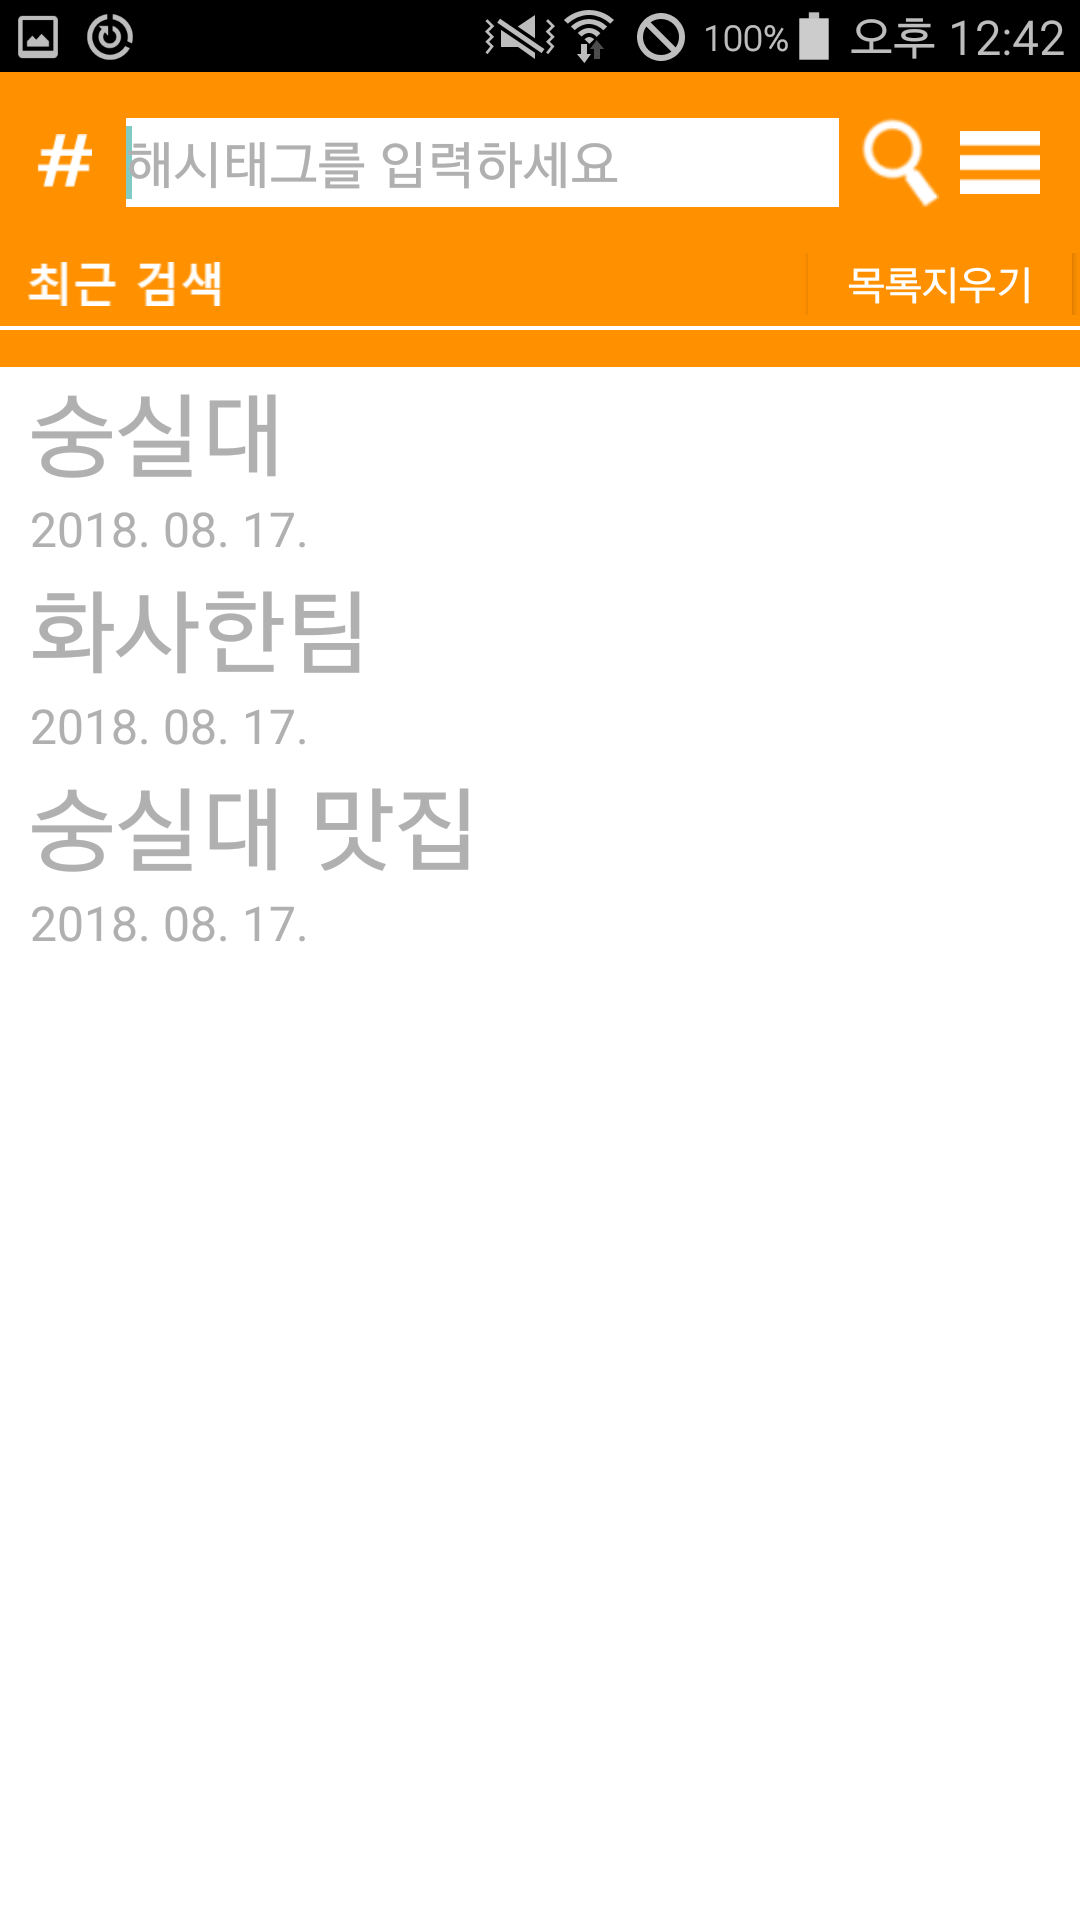 100% 오후 12:42
# 해시태그를 입력하세요
최근 검색 목록지우기
숭실대
2018. 08. 17.
화사한팀
2018. 08. 17.
숭실대 맛집
2018. 08. 17.